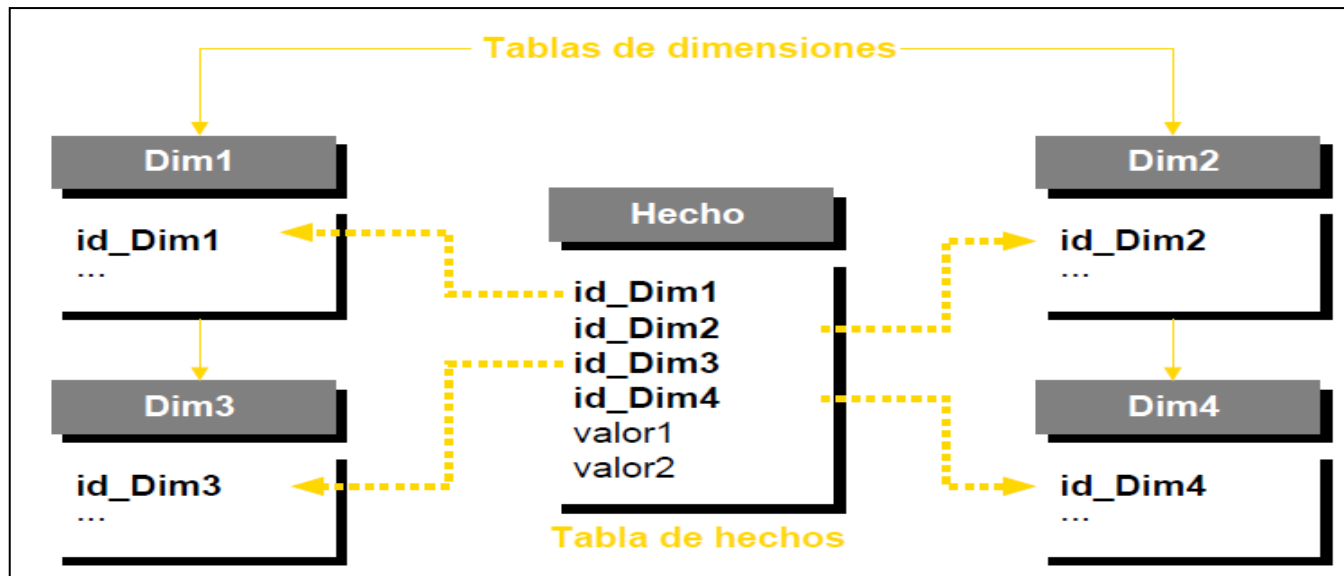 Tablas de dimensiones
Dim1
id_Dim1
...
Dim3
id_Dim3
...
Hecho
id_Dim1
id_Dim2
id_Dim3
id_Dim4
valor1
valor2
Tabla de hechos
Dim2
id_Dim2
...
Dim4
id_Dim4
...